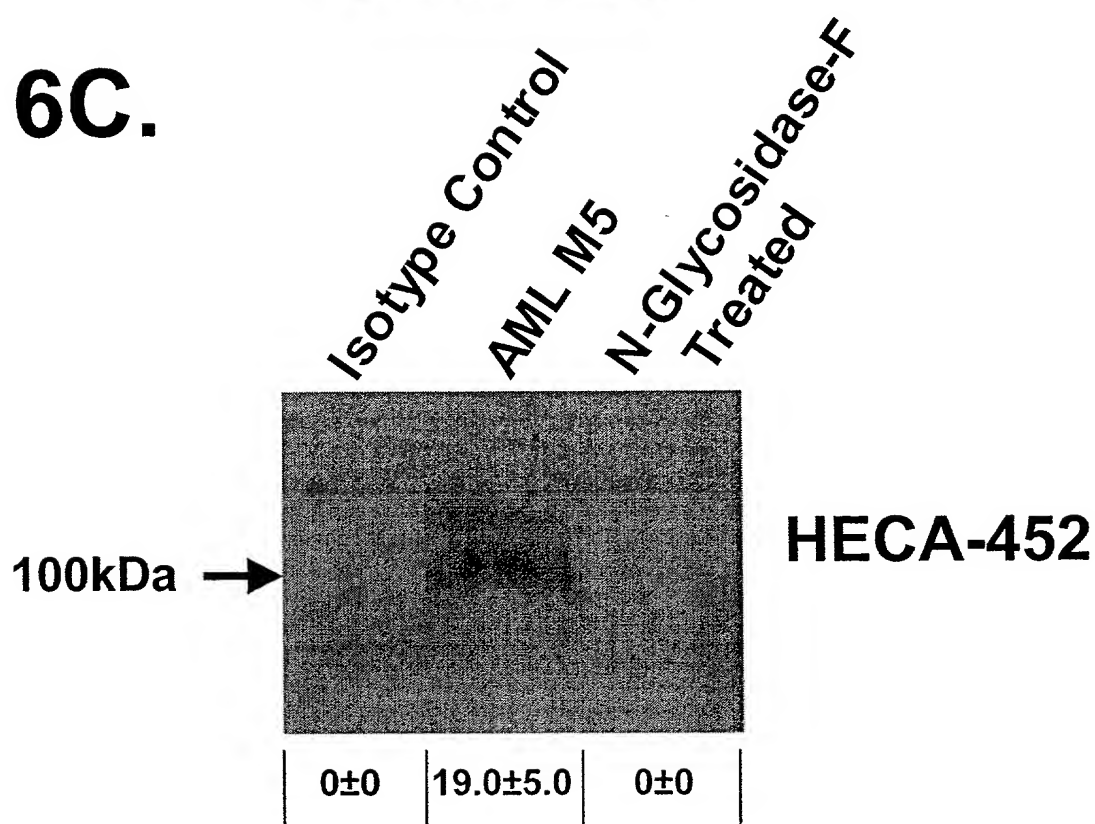 6C.
Isotype Control
AML M5
N-Glycosidase-F
Treated
HECA-452
100kDa
0±0
19.0±5.0
0±0